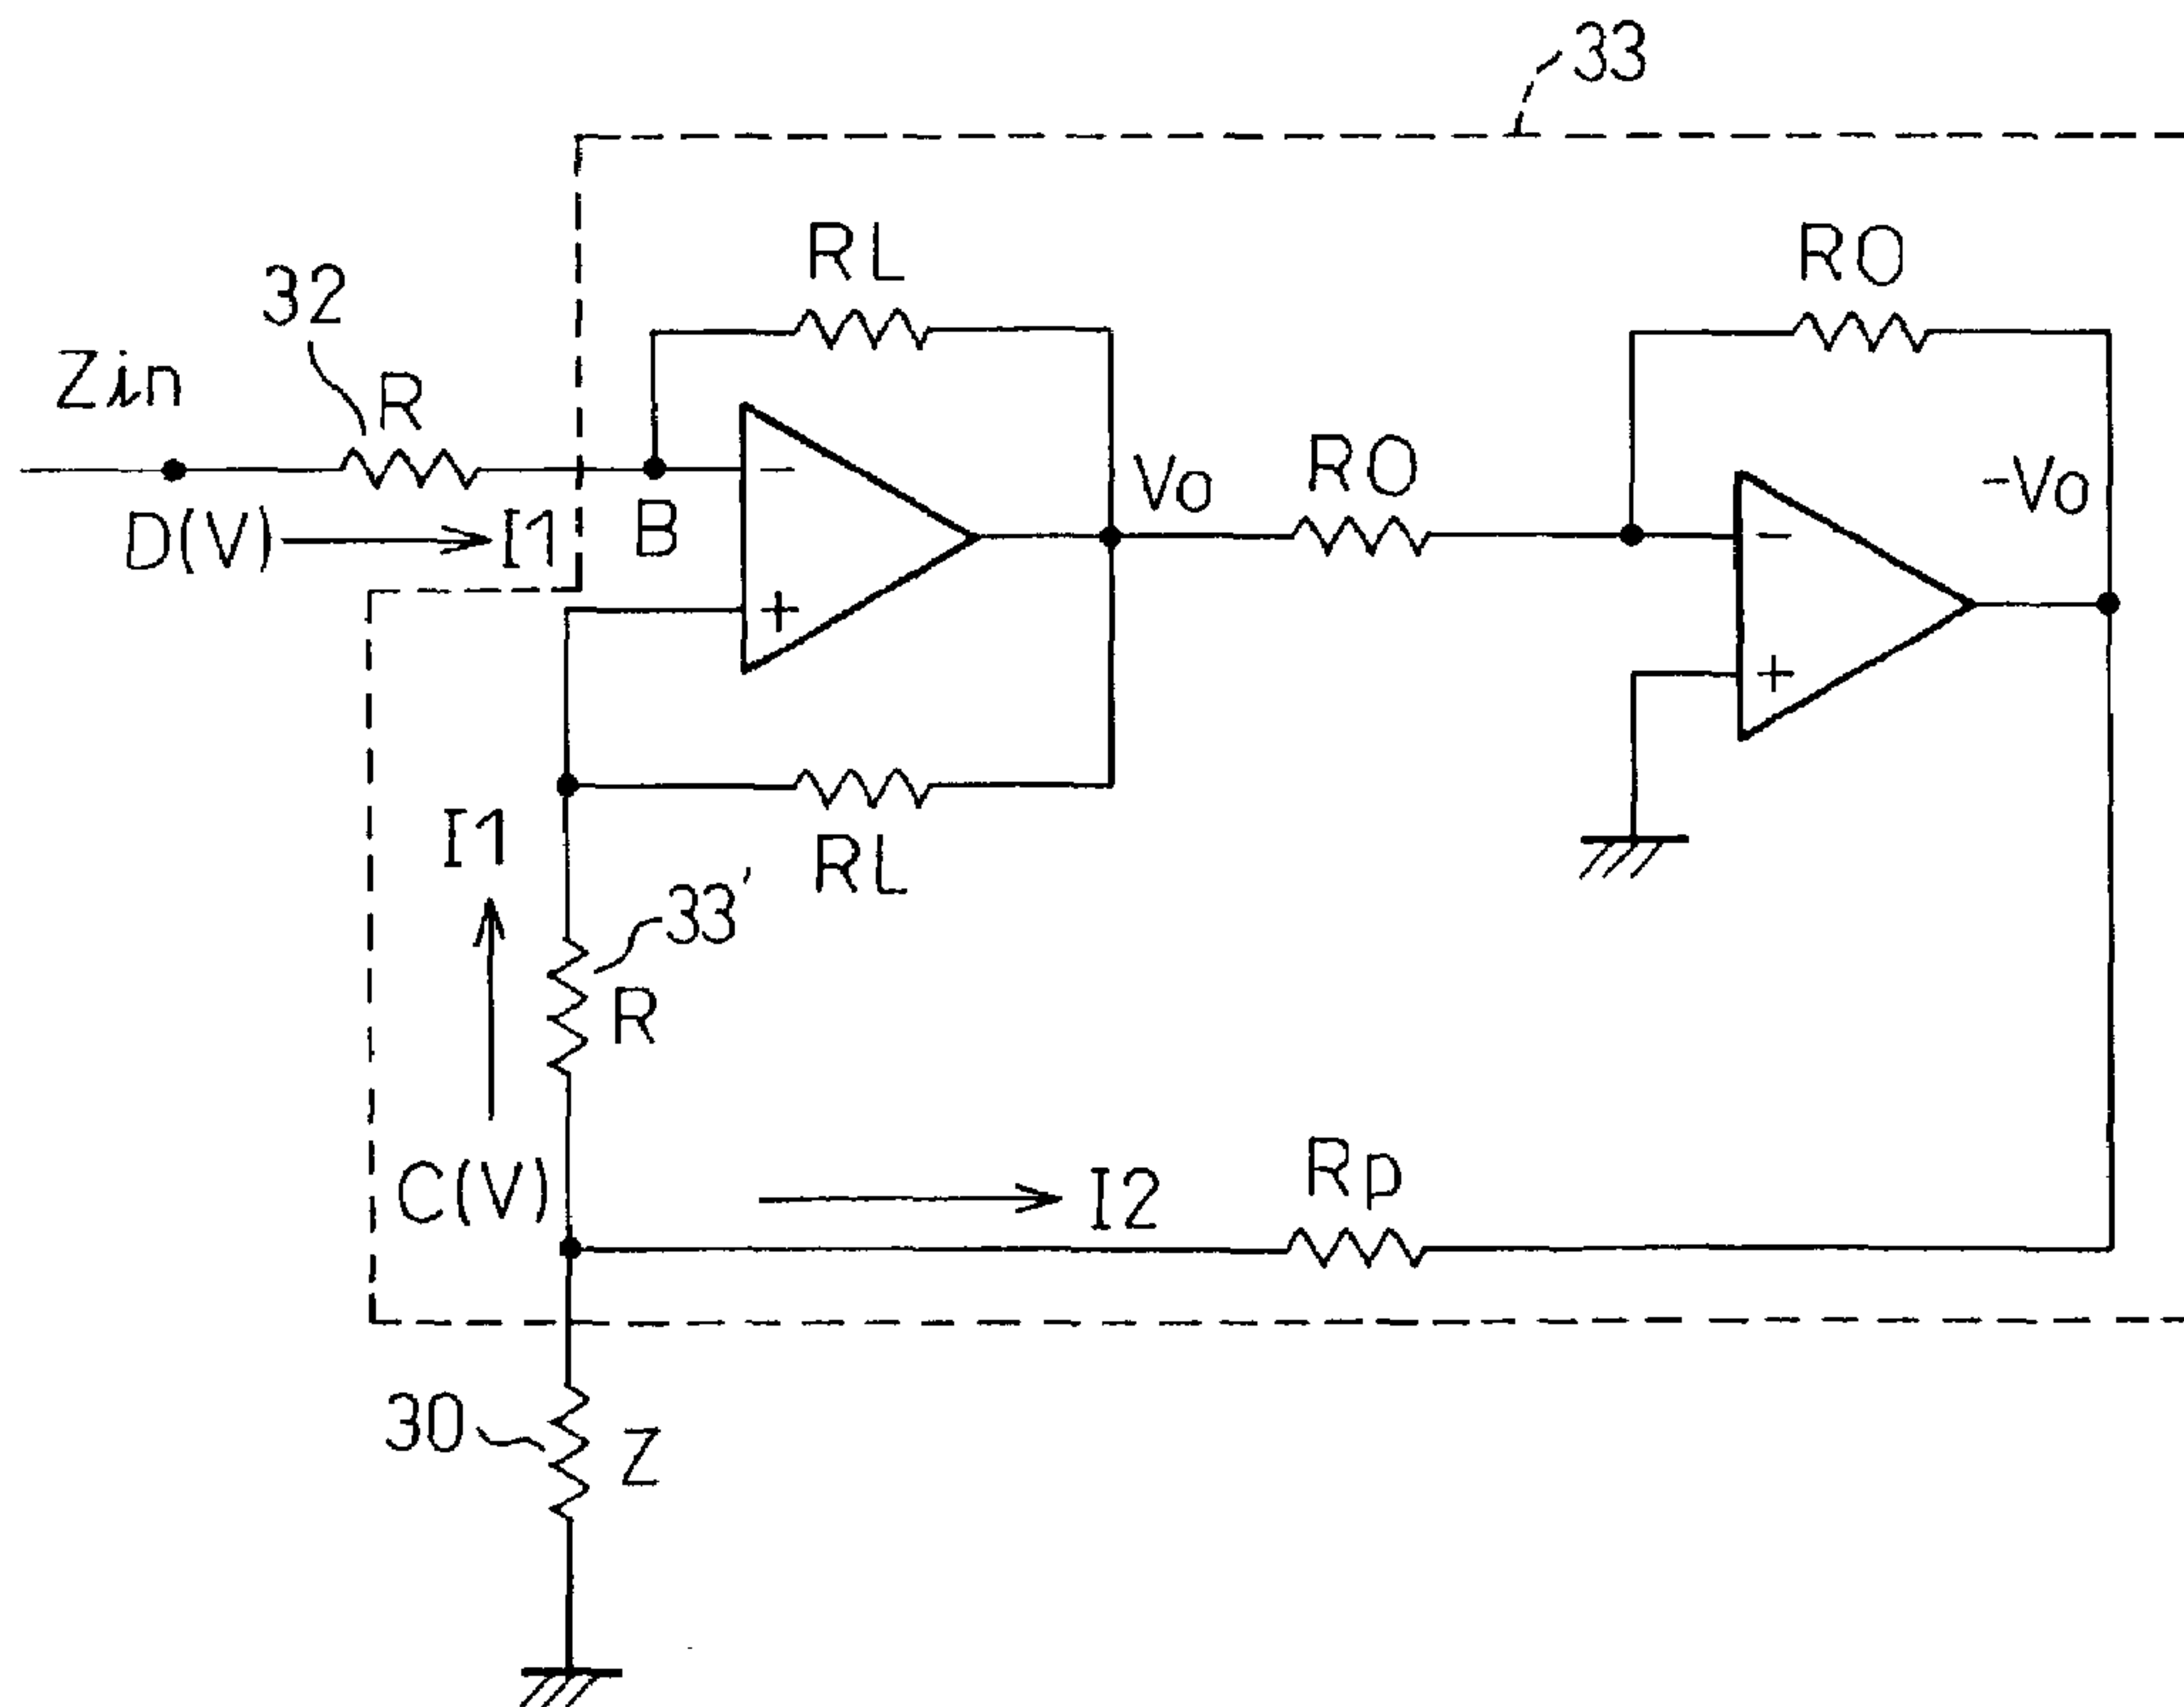 33
RL
RO
32
Zin
R
RO
Vo
-Vo
D(V)
I1
B
−
+
−
+
I1
RL
33'
R
C(V)
I2
Rp
30
Z